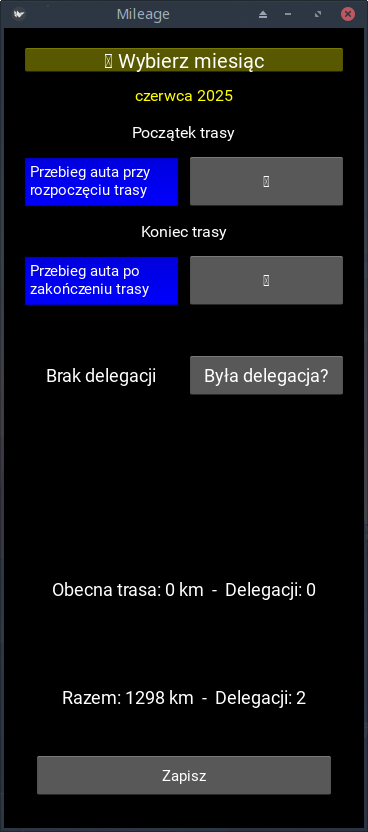 Mileage
Wybierz miesiąc
czerwca 2025
Początek trasy
Przebieg auta przy
rozpoczęciu trasy
Koniec trasy
Przebieg auta po
zakończeniu trasy
Brak delegacji
Była delegacja?
Obecna trasa: 0 km - Delegacji: 0
Razem: 1298 km - Delegacji: 2
Zapisz